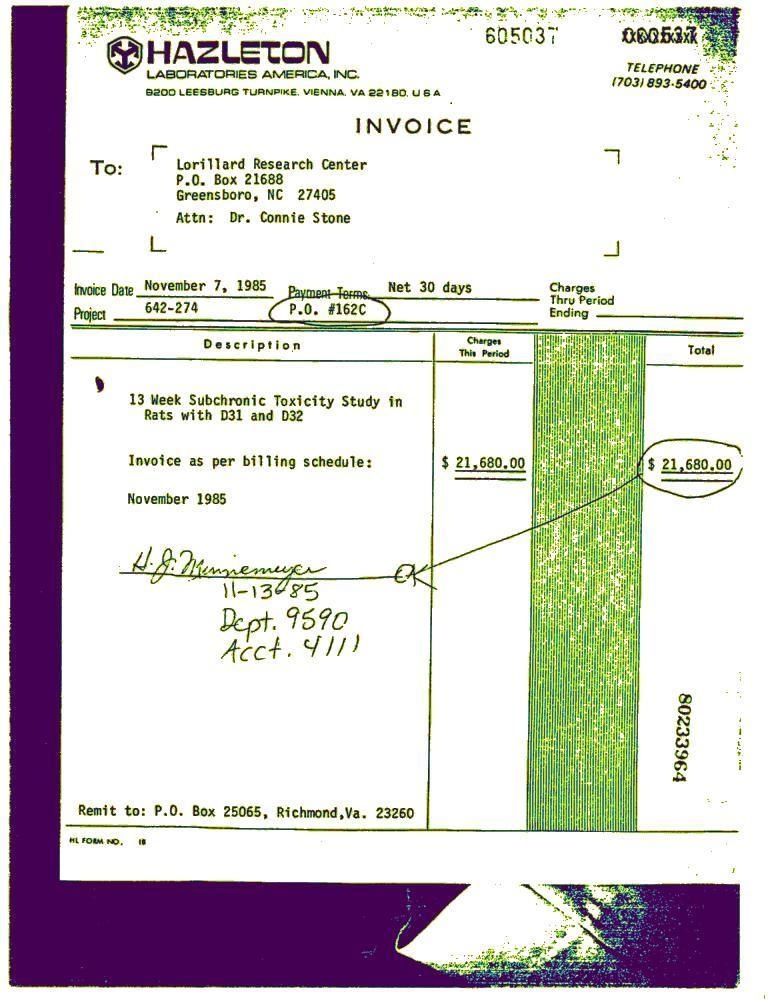 605037
HAZLETON
LABORATORIES AMERICA, INC.
9200 LEESBURG TURNPIKE, VIENNA, VA 22180, U S A
TELEPHONE
(703) 893-5400
INVOICE
To:
Lorillard Research Center
P.O. Box 21688
Greensboro, NC 27405
Attn: Dr. Connie Stone
Invoice Date November 7, 1985 Payment Terms: Net 30 days Charges Thru Period Ending
Project 642-274 P.O. #162C
Description Charges This Period Total
13 Week Subchronic Toxicity Study in
Rats with D31 and D32
Invoice as per billing schedule: $ 21,680.00 $ 21,680.00
November 1985
H. J. Minnemeyer OK
11-13-85
Dept. 9590
Acct. 4111
80233964
Remit to: P.O. Box 25065, Richmond,Va. 23260
HL FORM NO. 18